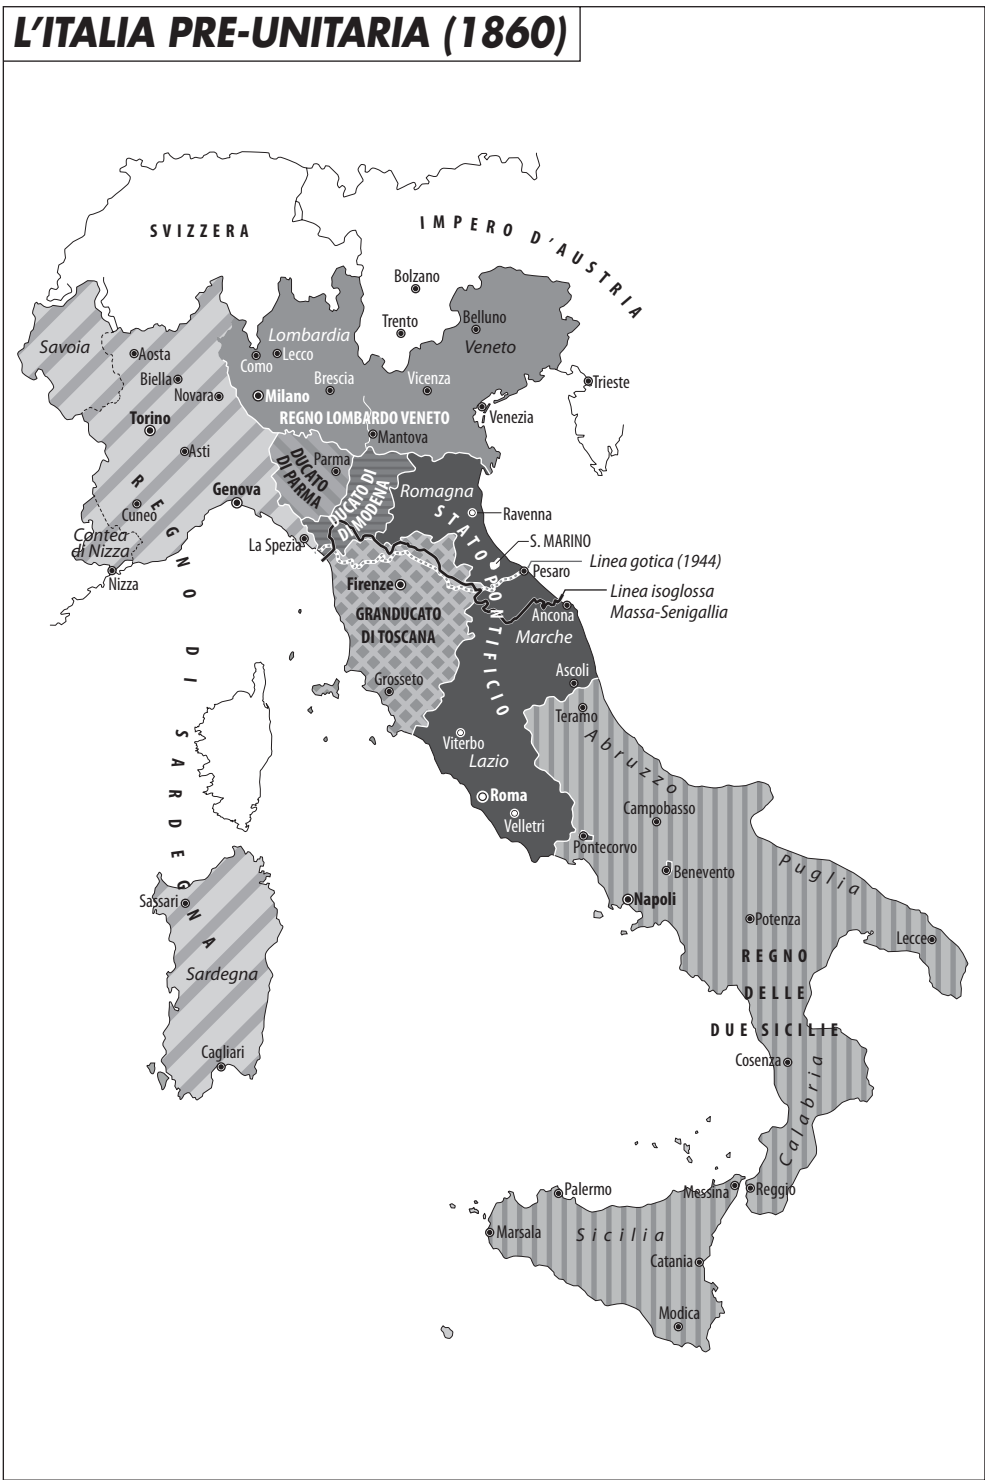 L'ITALIA PRE-UNITARIA (1860)
SVIZZERA
IMPERO D'AUSTRIA
Bolzano
Trento
Belluno
Veneto
Lombardia
Savoia
Aosta
Como
Lecco
Biella
Novara
Milano
Brescia
Vicenza
Trieste
Venezia
REGNO LOMBARDO VENETO
Torino
Mantova
Asti
Parma
DUCATO
DI PARMA
DUCATO DI
DI MODENA
Romagna
REGNO DI SARDEGNA
Genova
Cuneo
Contea
di Nizza
Nizza
La Spezia
Ravenna
STATO PONTIFICIO
S. MARINO
Linea gotica (1944)
Pesaro
Firenze
Linea isoglossa
Massa-Senigallia
GRANDUCATO
DI TOSCANA
Ancona
Marche
Ascoli
Grosseto
Teramo
Abruzzo
Viterbo
Lazio
Roma
Velletri
Campobasso
Pontecorvo
Benevento
Puglia
Napoli
Sassari
Potenza
Lecce
REGNO
DELLE
DUE SICILIE
Sardegna
Cagliari
Cosenza
Calabria
Palermo
Messina
Reggio
Marsala
Sicilia
Catania
Modica